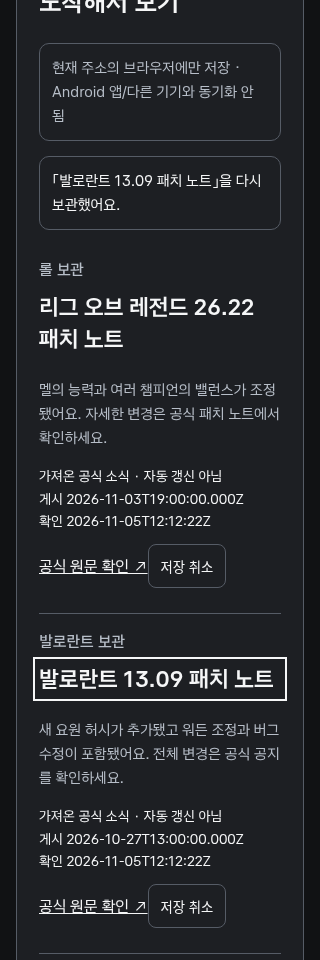 도착해서 보기
현재 주소의 브라우저에만 저장 ·
Android 앱/다른 기기와 동기화 안
됨
「발로란트 13.09 패치 노트」을 다시
보관했어요.
롤 보관
리그 오브 레전드 26.22
패치 노트
멜의 능력과 여러 챔피언의 밸런스가 조정
됐어요. 자세한 변경은 공식 패치 노트에서
확인하세요.
가져온 공식 소식 · 자동 갱신 아님
게시 2026-11-03T19:00:00.000Z
확인 2026-11-05T12:12:22Z
공식 원문 확인 ↗ 저장 취소
발로란트 보관
발로란트 13.09 패치 노트
새 요원 허시가 추가됐고 워든 조정과 버그
수정이 포함됐어요. 전체 변경은 공식 공지
를 확인하세요.
가져온 공식 소식 · 자동 갱신 아님
게시 2026-10-27T13:00:00.000Z
확인 2026-11-05T12:12:22Z
공식 원문 확인 ↗ 저장 취소